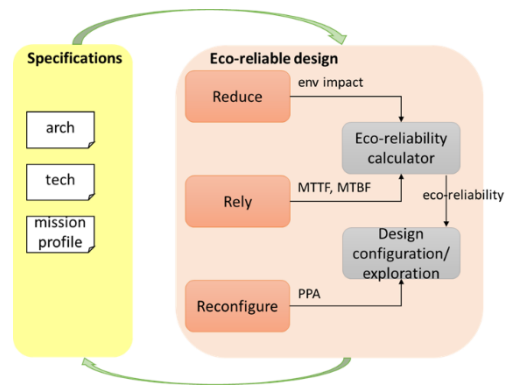 Specifications
arch
tech
mission
profile
Eco-reliable design
Reduce
env impact
Eco-reliability
calculator
Rely
MTTF, MTBF
eco-reliability
Design
configuration/
exploration
Reconfigure
PPA